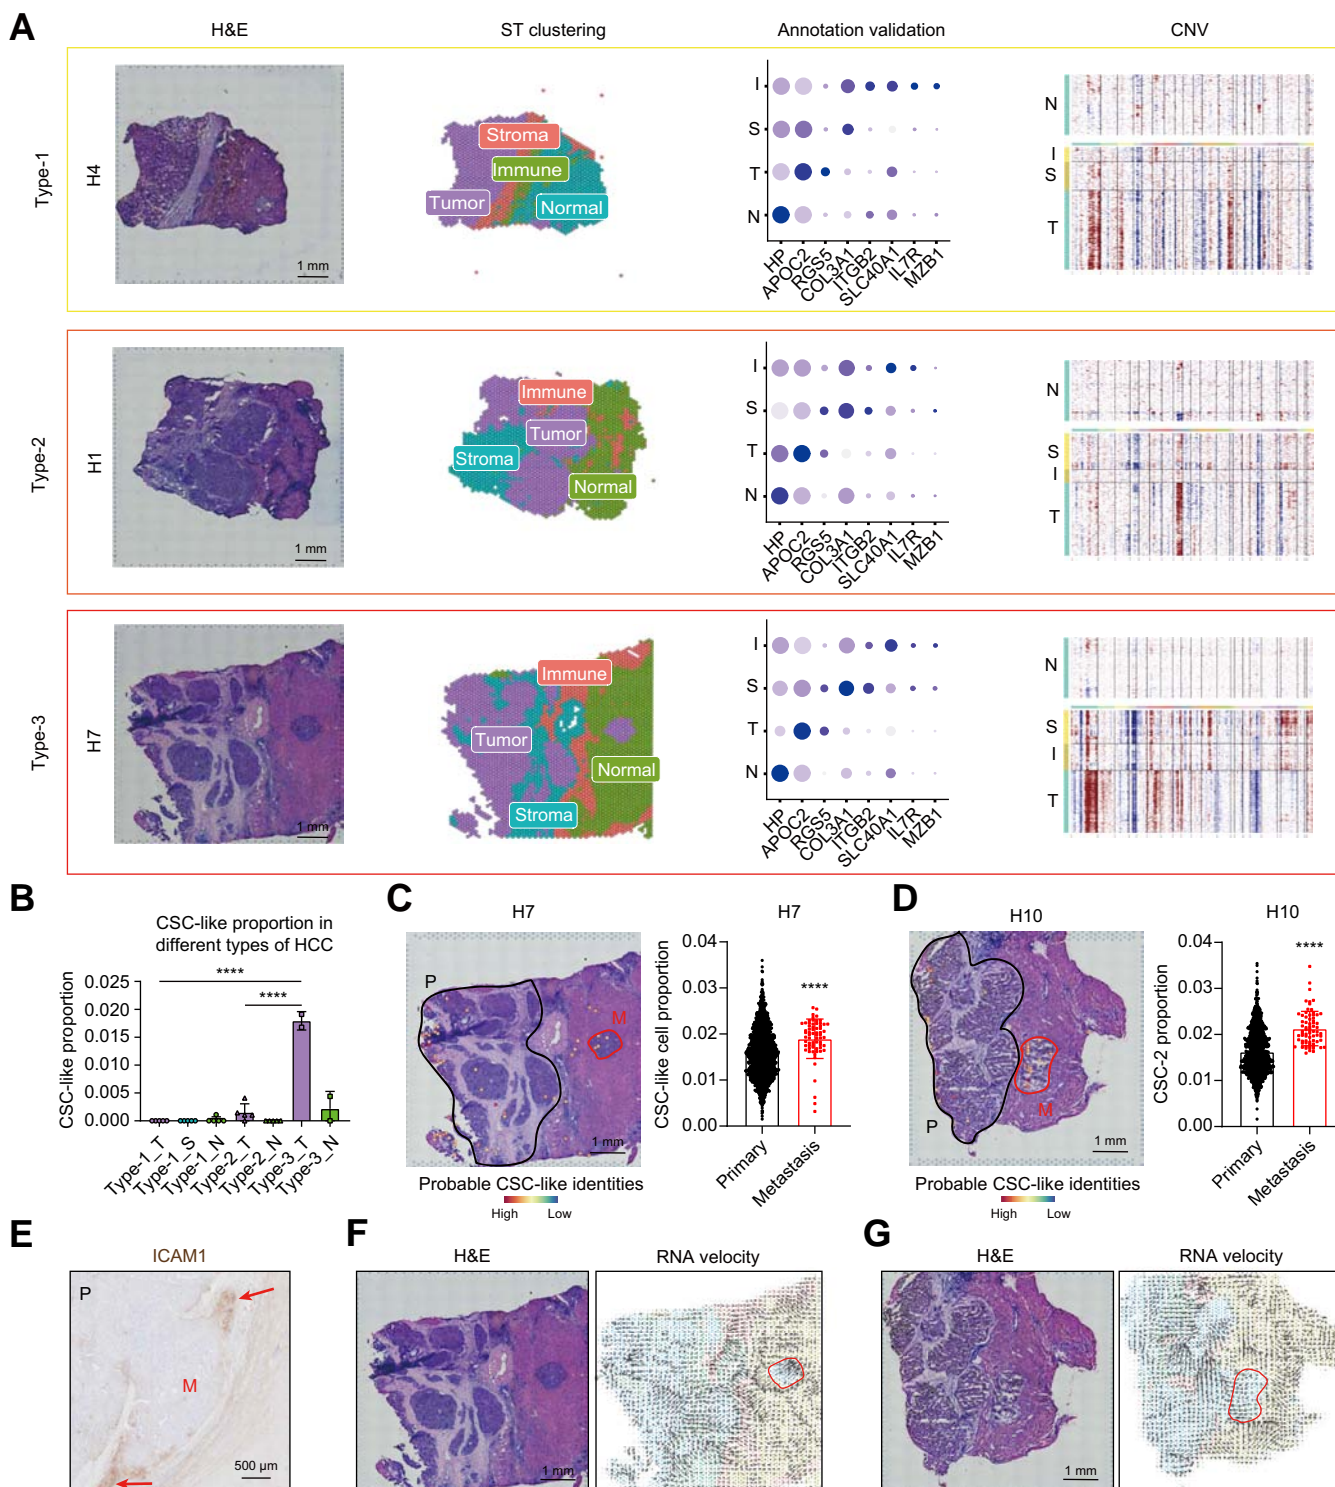 A
H&E
ST clustering
Annotation validation
CNV
Type-1
H4
1 mm
Stroma
Immune
Tumor
Normal
I
S
T
N
HP
APOC2
RGS5
COL3A1
ITGB2
SLC40A1
IL7R
MZB1
N
I
S
T
Type-2
H1
1 mm
Immune
Tumor
Stroma
Normal
I
S
T
N
HP
APOC2
RGS5
COL3A1
ITGB2
SLC40A1
IL7R
MZB1
N
S
I
T
Type-3
H7
1 mm
Immune
Tumor
Normal
Stroma
I
S
T
N
HP
APOC2
RGS5
COL3A1
ITGB2
SLC40A1
IL7R
MZB1
N
S
I
T
B
CSC-like proportion in
different types of HCC
CSC-like proportion
0.025
0.020
0.015
0.010
0.005
0.000
****
****
Type-1_T
Type-1_S
Type-1_N
Type-2_T
Type-2_N
Type-3_T
Type-3_N
C
H7
P
M
1 mm
Probable CSC-like identities
High Low
H7
CSC-like cell proportion
0.04
0.03
0.02
0.01
0.00
****
Primary
Metastasis
D
H10
P
M
1 mm
Probable CSC-like identities
High Low
H10
CSC-2 proportion
0.04
0.03
0.02
0.01
0.00
****
Primary
Metastasis
E
ICAM1
P
M
500 μm
F
H&E
RNA velocity
1 mm
G
H&E
RNA velocity
1 mm